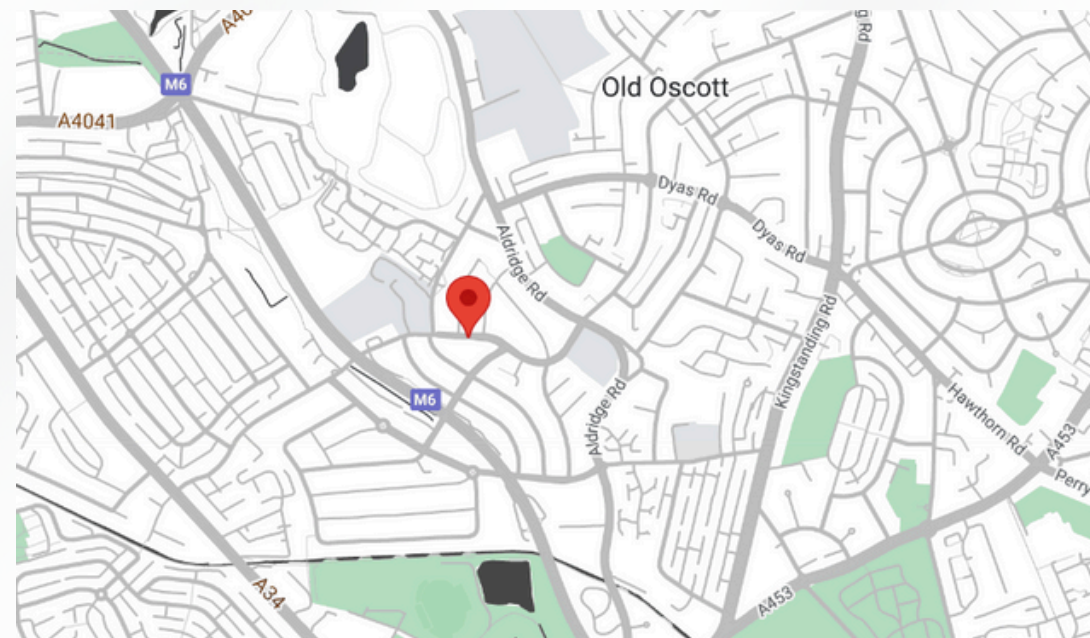 A40
g Rd
M6
Old Oscott
A4041
Dyas Rd
Dyas Rd
Aldridge Rd
Kingstanding Rd
M6
Aldridge Rd
Hawthorn Rd
A453
Perry
A34
A453